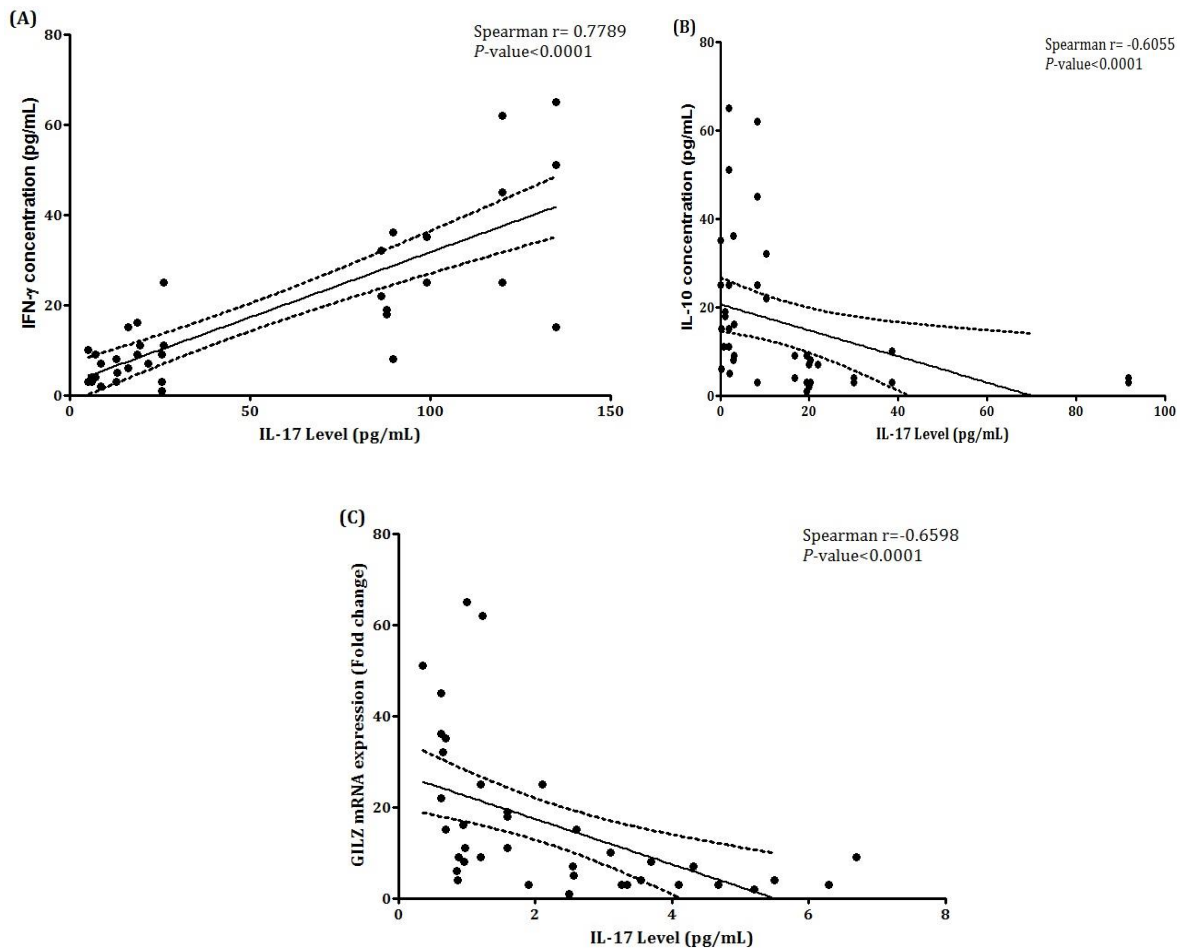 (A)
Spearman r= 0.7789
P-value<0.0001
IFN-γ concentration (pg/mL)
80
60
40
20
0
0 50 100 150
IL-17 Level (pg/mL)
(B)
Spearman r= -0.6055
P-value<0.0001
IL-10 concentration (pg/mL)
80
60
40
20
0
0 20 40 60 80 100
IL-17 Level (pg/mL)
(C)
Spearman r=-0.6598
P-value<0.0001
GILZ mRNA expression (Fold change)
80
60
40
20
0
0 2 4 6 8
IL-17 Level (pg/mL)